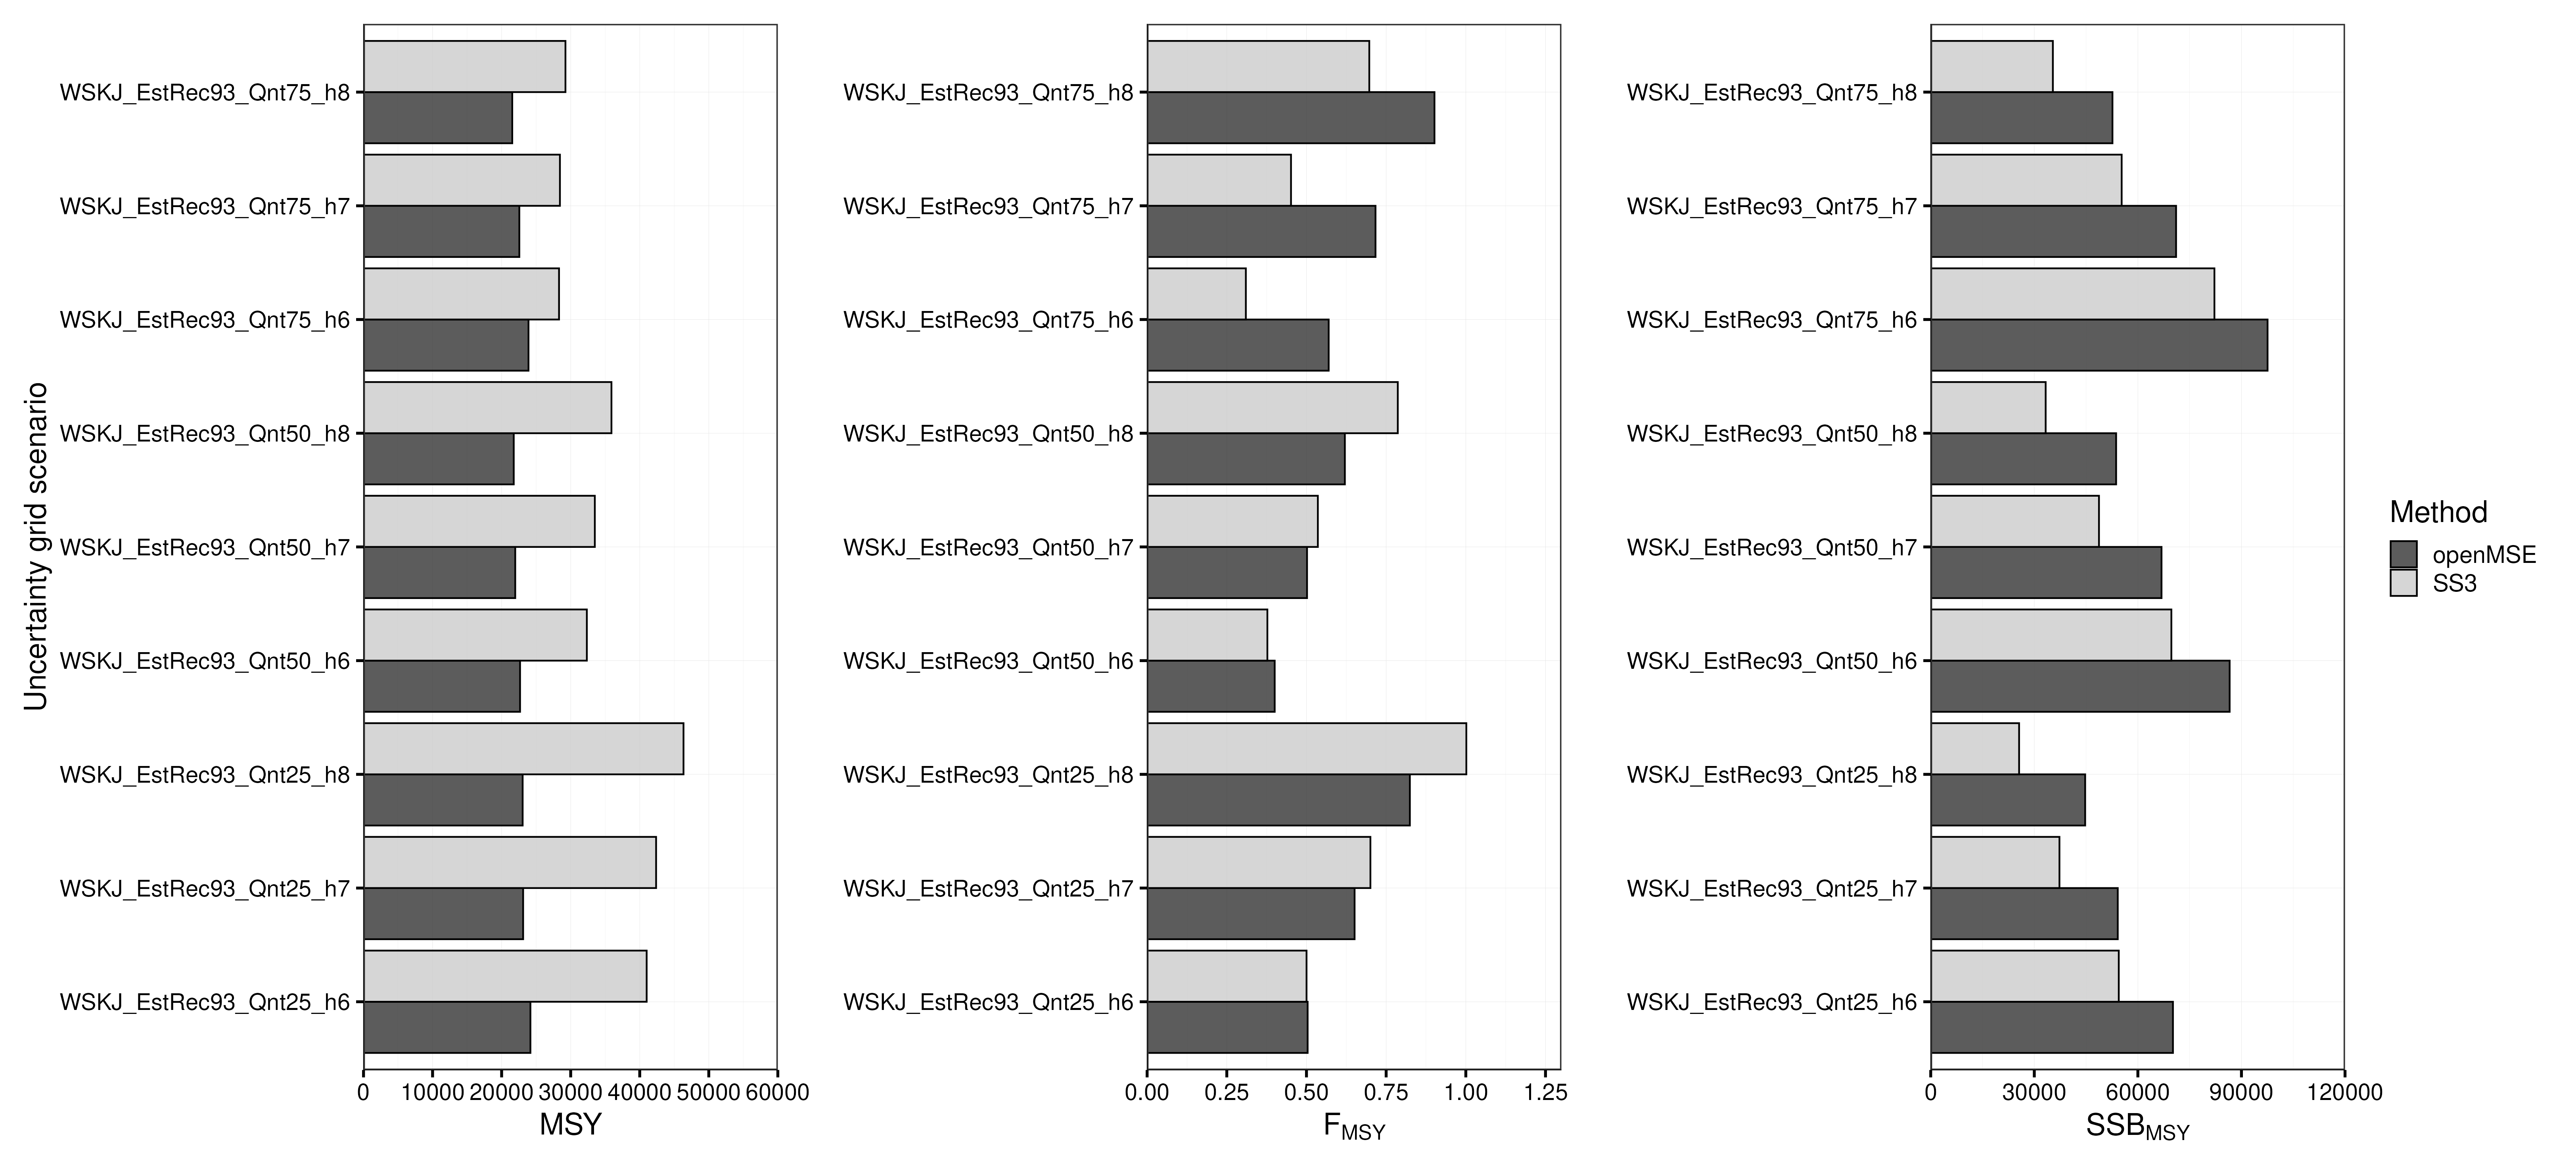 Uncertainty grid scenario
WSKJ_EstRec93_Qnt75_h8
WSKJ_EstRec93_Qnt75_h7
WSKJ_EstRec93_Qnt75_h6
WSKJ_EstRec93_Qnt50_h8
WSKJ_EstRec93_Qnt50_h7
WSKJ_EstRec93_Qnt50_h6
WSKJ_EstRec93_Qnt25_h8
WSKJ_EstRec93_Qnt25_h7
WSKJ_EstRec93_Qnt25_h6
0 10000 20000 30000 40000 50000 60000
MSY
WSKJ_EstRec93_Qnt75_h8
WSKJ_EstRec93_Qnt75_h7
WSKJ_EstRec93_Qnt75_h6
WSKJ_EstRec93_Qnt50_h8
WSKJ_EstRec93_Qnt50_h7
WSKJ_EstRec93_Qnt50_h6
WSKJ_EstRec93_Qnt25_h8
WSKJ_EstRec93_Qnt25_h7
WSKJ_EstRec93_Qnt25_h6
0.00 0.25 0.50 0.75 1.00 1.25
FMSY
WSKJ_EstRec93_Qnt75_h8
WSKJ_EstRec93_Qnt75_h7
WSKJ_EstRec93_Qnt75_h6
WSKJ_EstRec93_Qnt50_h8
WSKJ_EstRec93_Qnt50_h7
WSKJ_EstRec93_Qnt50_h6
WSKJ_EstRec93_Qnt25_h8
WSKJ_EstRec93_Qnt25_h7
WSKJ_EstRec93_Qnt25_h6
0 30000 60000 90000 120000
SSBMSY
Method
openMSE
SS3